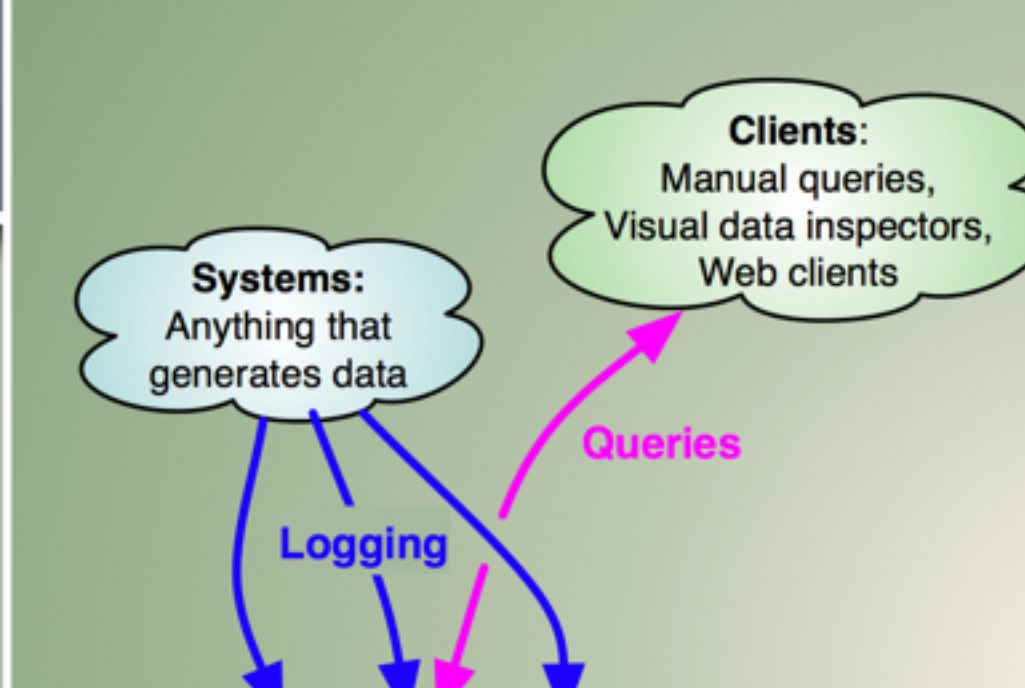 Clients:
Manual queries,
Visual data inspectors,
Web clients
Systems:
Anything that
generates data
Queries
Logging